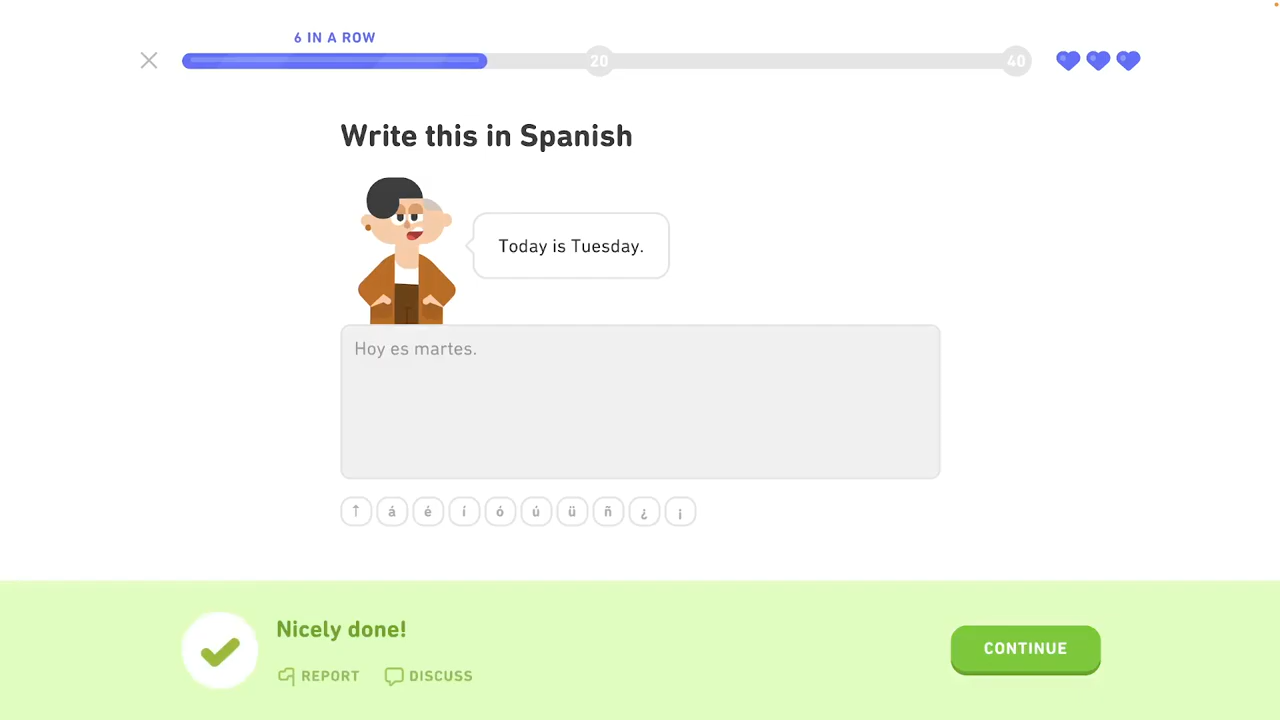 6 IN A ROW
20
40
Write this in Spanish
Today is Tuesday.
Hoy es martes.
↑ á é í ó ú ü ñ ¿ ¡
Nicely done!
REPORT DISCUSS
CONTINUE